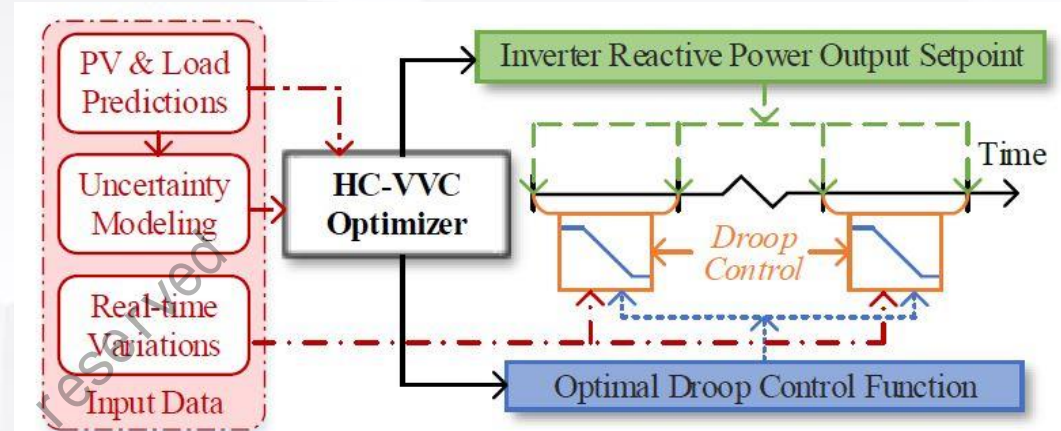 PV & Load
Predictions
Uncertainty
Modeling
Real-time
Variations
Input Data
reserved
HC-VVC
Optimizer
Inverter Reactive Power Output Setpoint
Time
Droop
Control
Optimal Droop Control Function